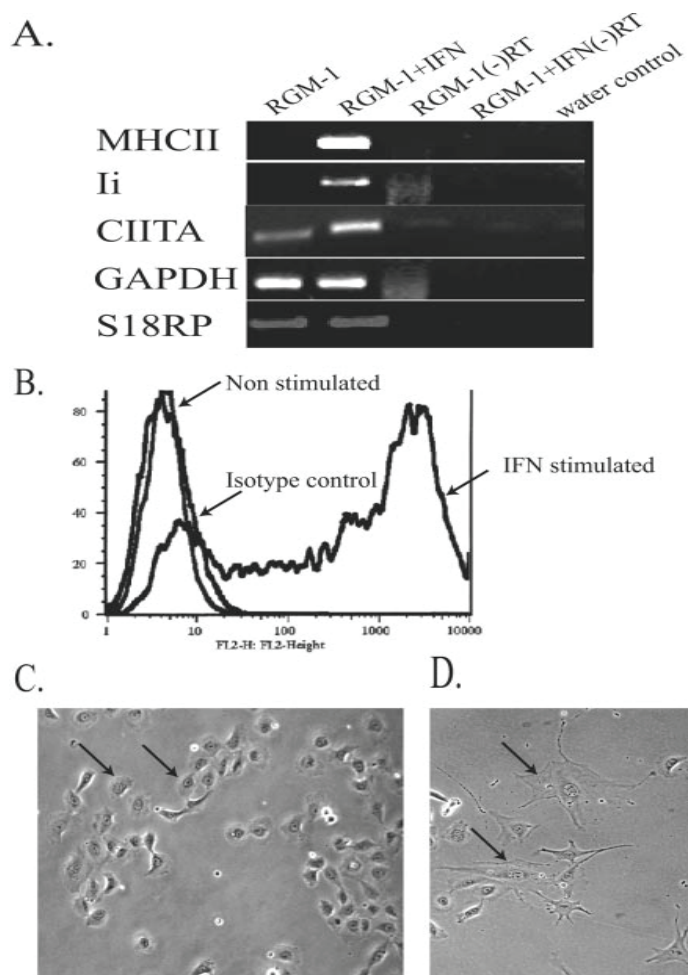 A.
RGM-1
RGM-1+IFN
RGM-1(-)RT
RGM-1+IFN(-)RT
water control
MHCII
Ii
CIITA
GAPDH
S18RP
B.
Non stimulated
Isotype control
IFN stimulated
80
60
40
20
0
1 10 100 1000 10000
FL2-H: FL2-Height
C.
D.